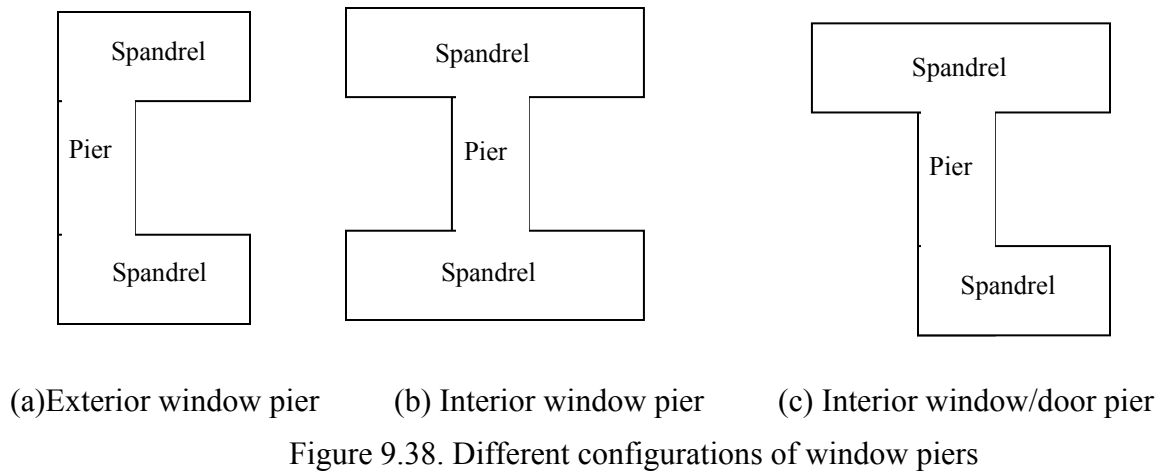 Spandrel
Pier
Spandrel
Spandrel
Pier
Spandrel
Spandrel
Pier
Spandrel
(a)Exterior window pier (b) Interior window pier (c) Interior window/door pier
Figure 9.38. Different configurations of window piers